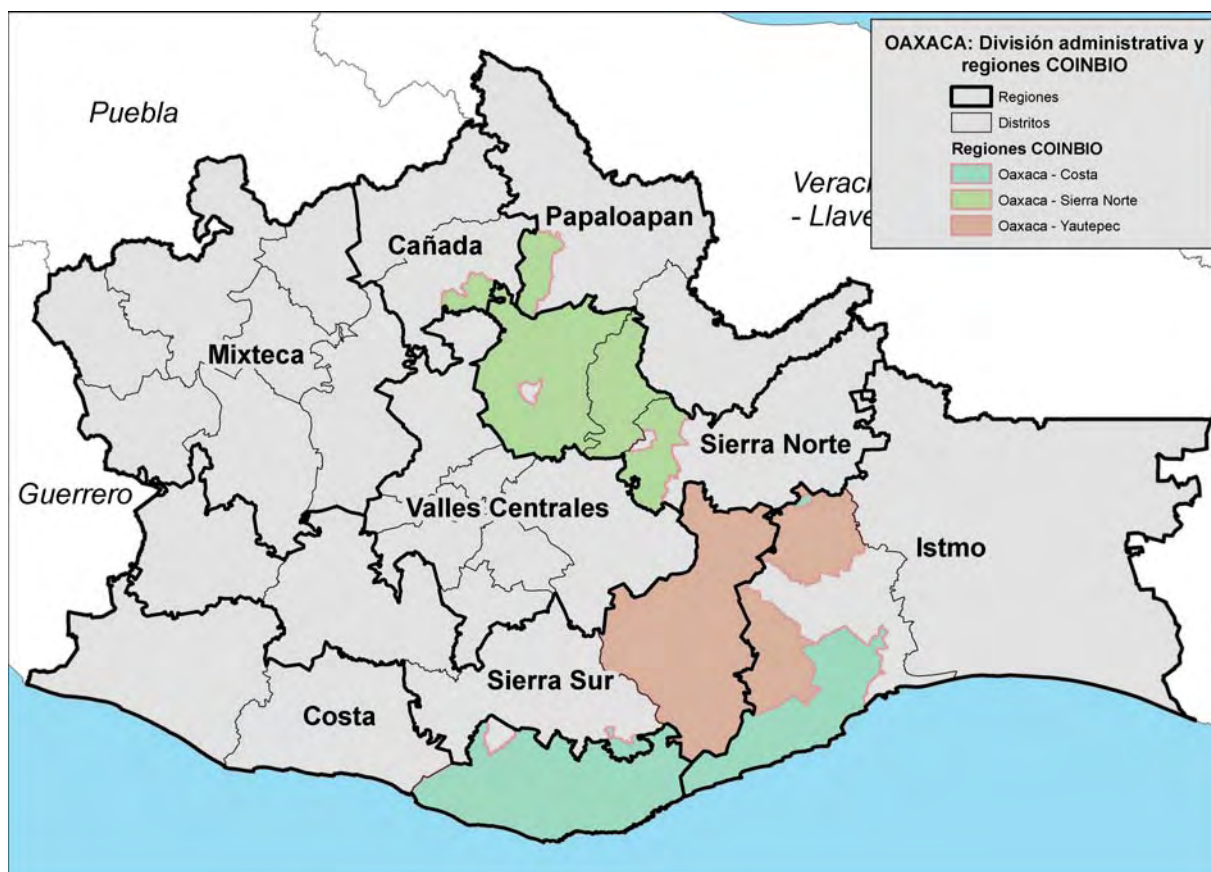 OAXACA: División administrativa y
regiones COINBIO
Regiones
Distritos
Regiones COINBIO
Oaxaca - Costa
Oaxaca - Sierra Norte
Oaxaca - Yautepec
Puebla
Papaloapan
Cañada
Mixteca
Sierra Norte
Guerrero
Valles Centrales
Istmo
Sierra Sur
Costa